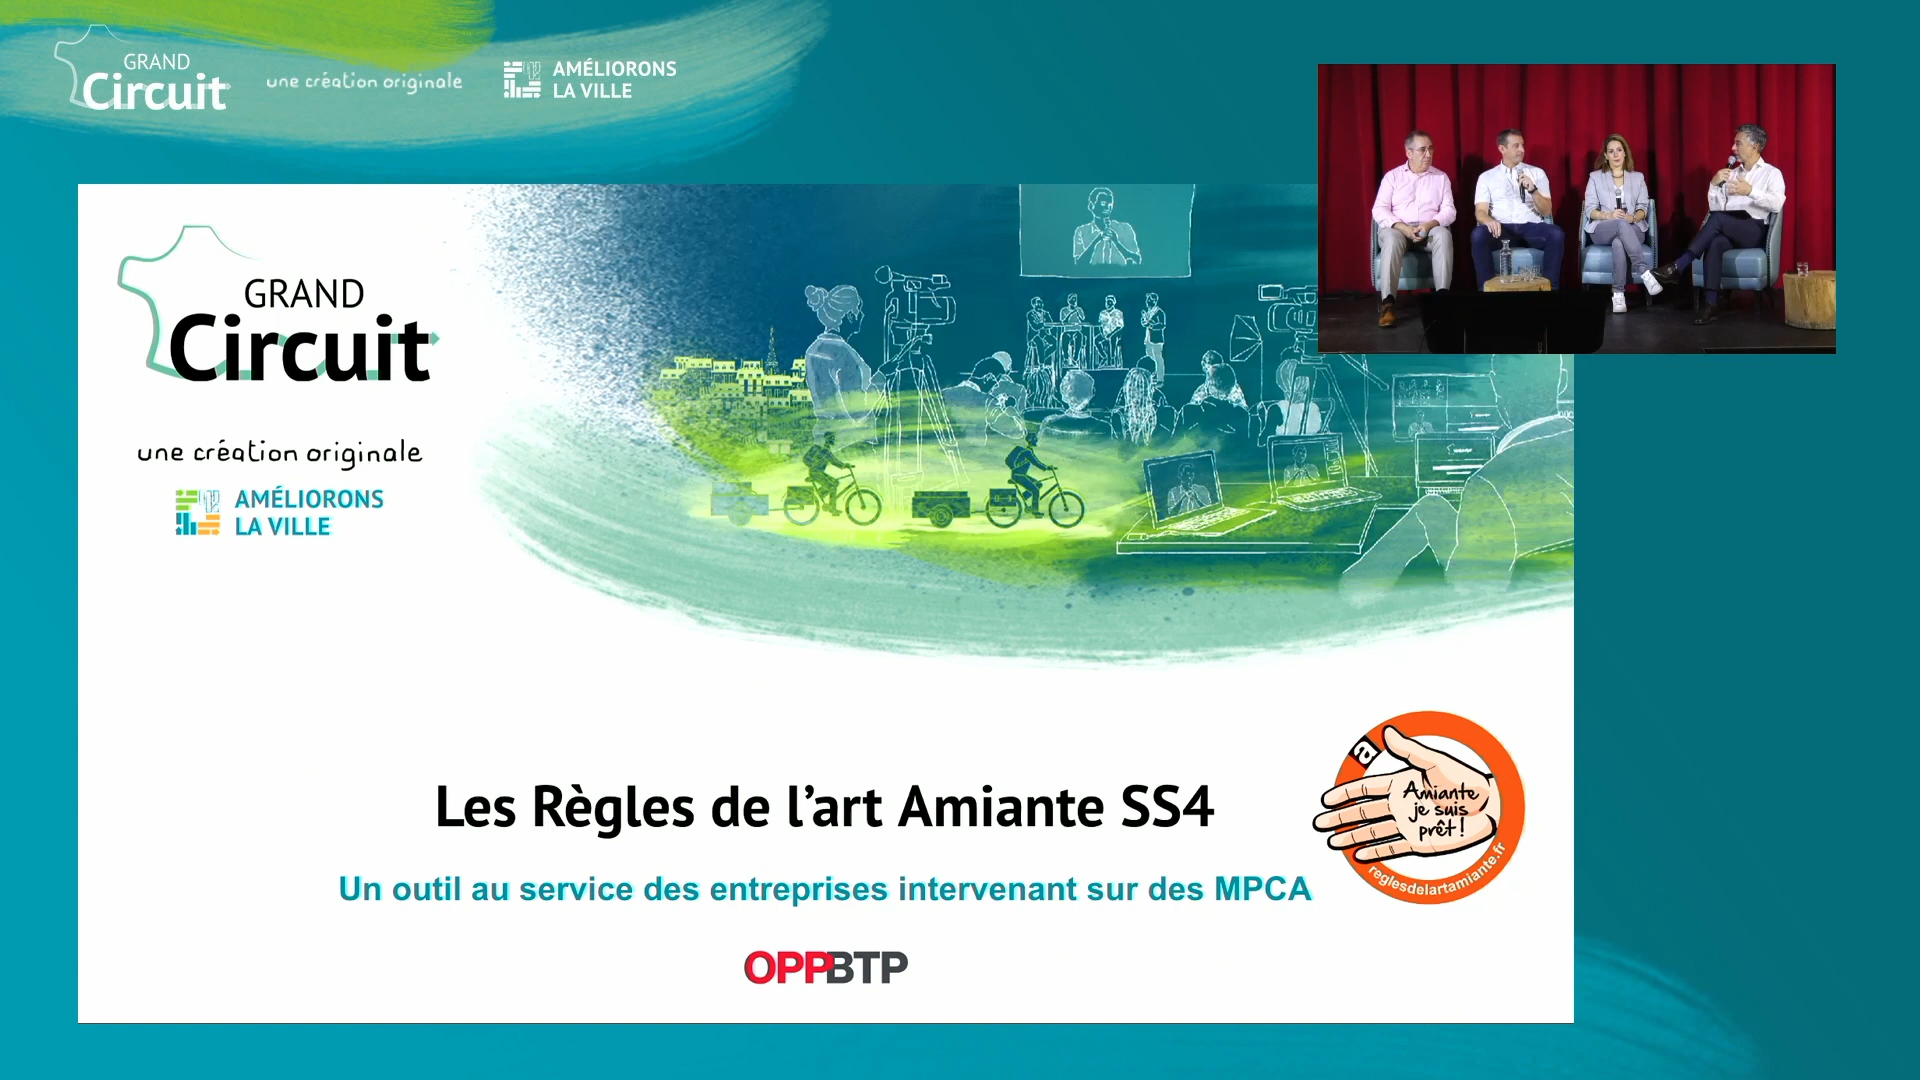 GRAND
Circuit
une création originale
AMÉLIORONS
LA VILLE
GRAND
Circuit
une création originale
AMÉLIORONS
LA VILLE
Les Règles de l'art Amiante SS4
Un outil au service des entreprises intervenant sur des MPCA
a
Amiante
je suis
prêt !
reglesdelartamiante.fr
OPPBTP